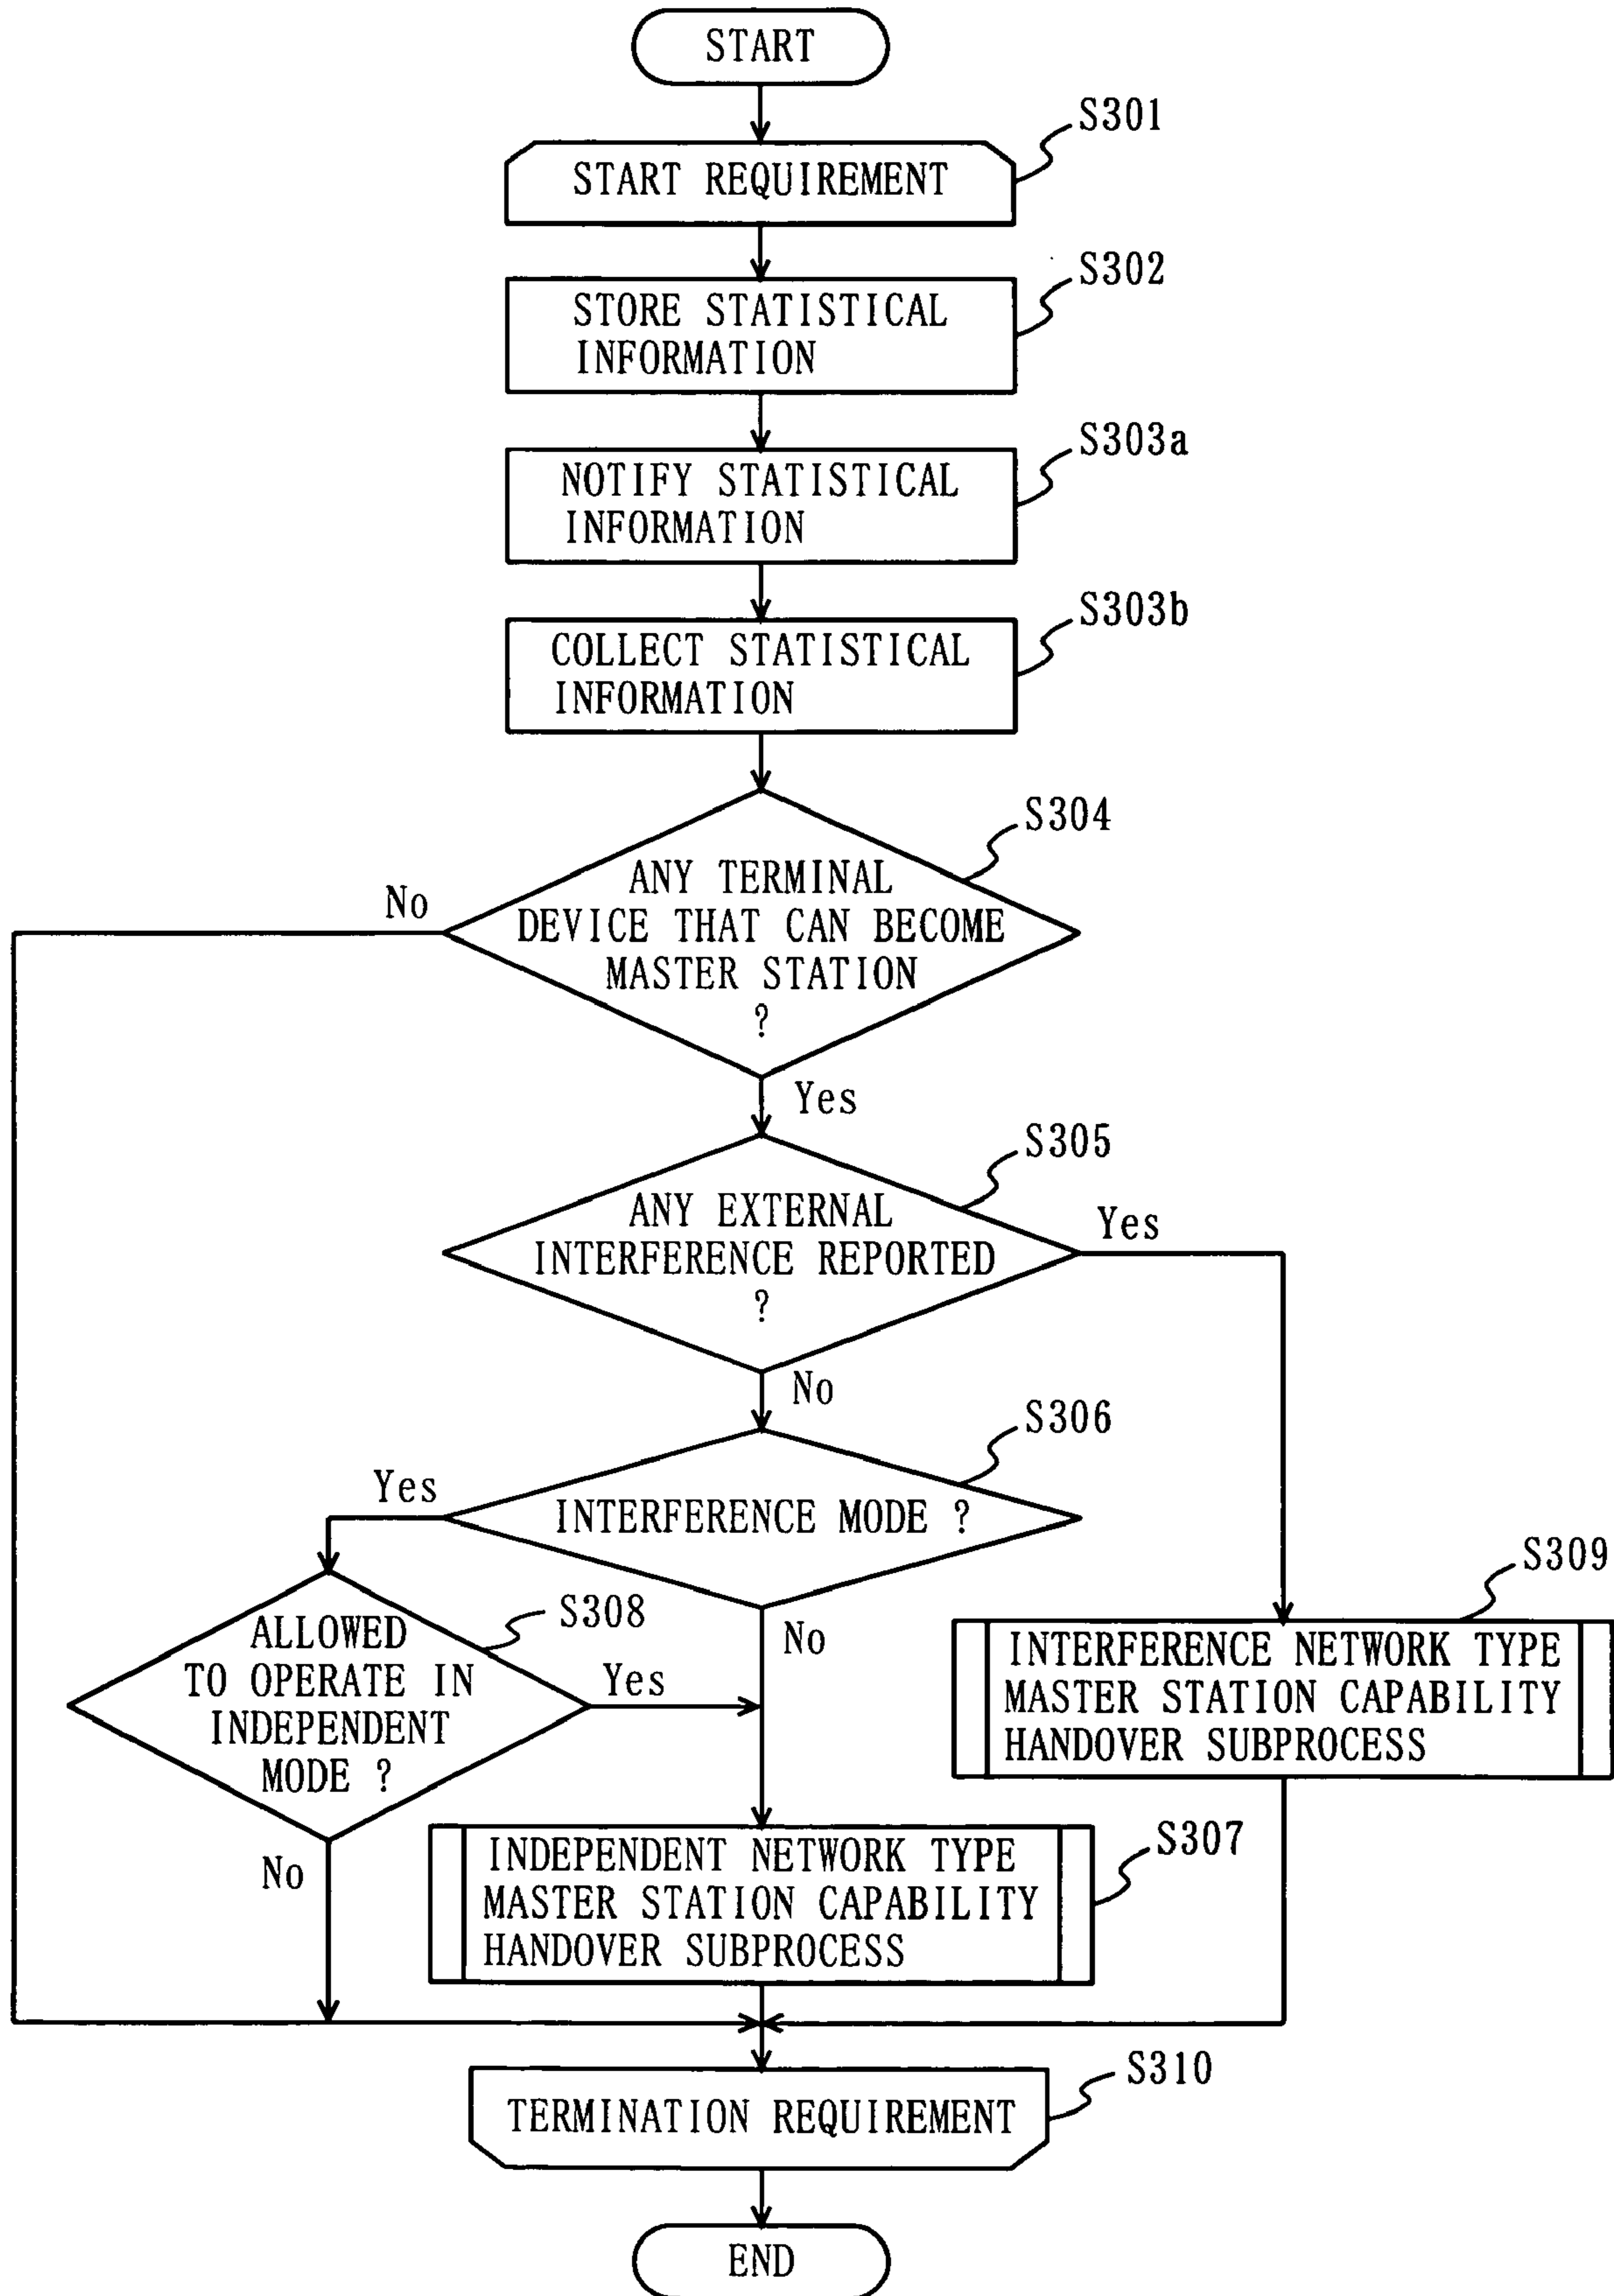 START
S301
START REQUIREMENT
S302
STORE STATISTICAL
INFORMATION
S303a
NOTIFY STATISTICAL
INFORMATION
S303b
COLLECT STATISTICAL
INFORMATION
S304
No
ANY TERMINAL
DEVICE THAT CAN BECOME
MASTER STATION
?
Yes
S305
ANY EXTERNAL
INTERFERENCE REPORTED
?
Yes
No
S306
Yes
INTERFERENCE MODE ?
No
S308
ALLOWED
TO OPERATE IN
INDEPENDENT
MODE ?
Yes
No
S309
INTERFERENCE NETWORK TYPE
MASTER STATION CAPABILITY
HANDOVER SUBPROCESS
S307
INDEPENDENT NETWORK TYPE
MASTER STATION CAPABILITY
HANDOVER SUBPROCESS
S310
TERMINATION REQUIREMENT
END